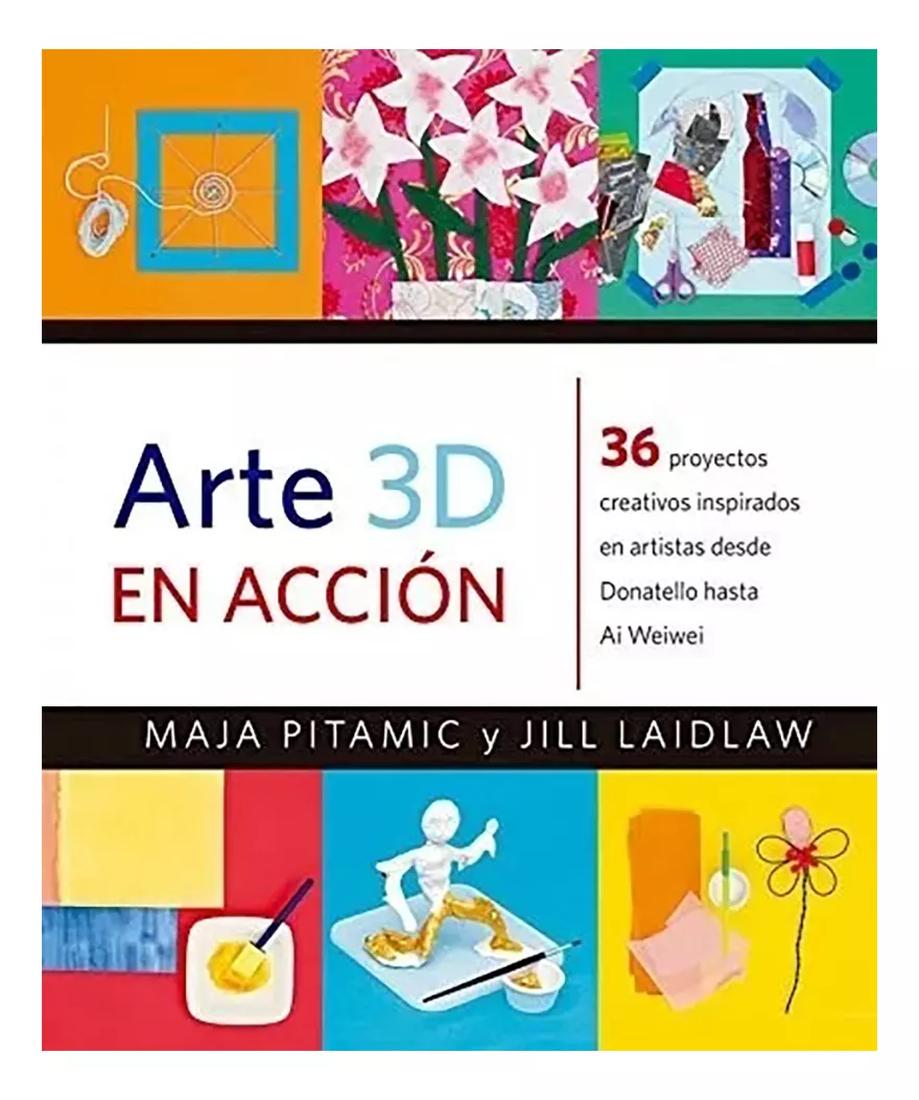 Arte 3D
EN ACCIÓN
36 proyectos
creativos inspirados
en artistas desde
Donatello hasta
Ai Weiwei
MAJA PITAMIC y JILL LAIDLAW